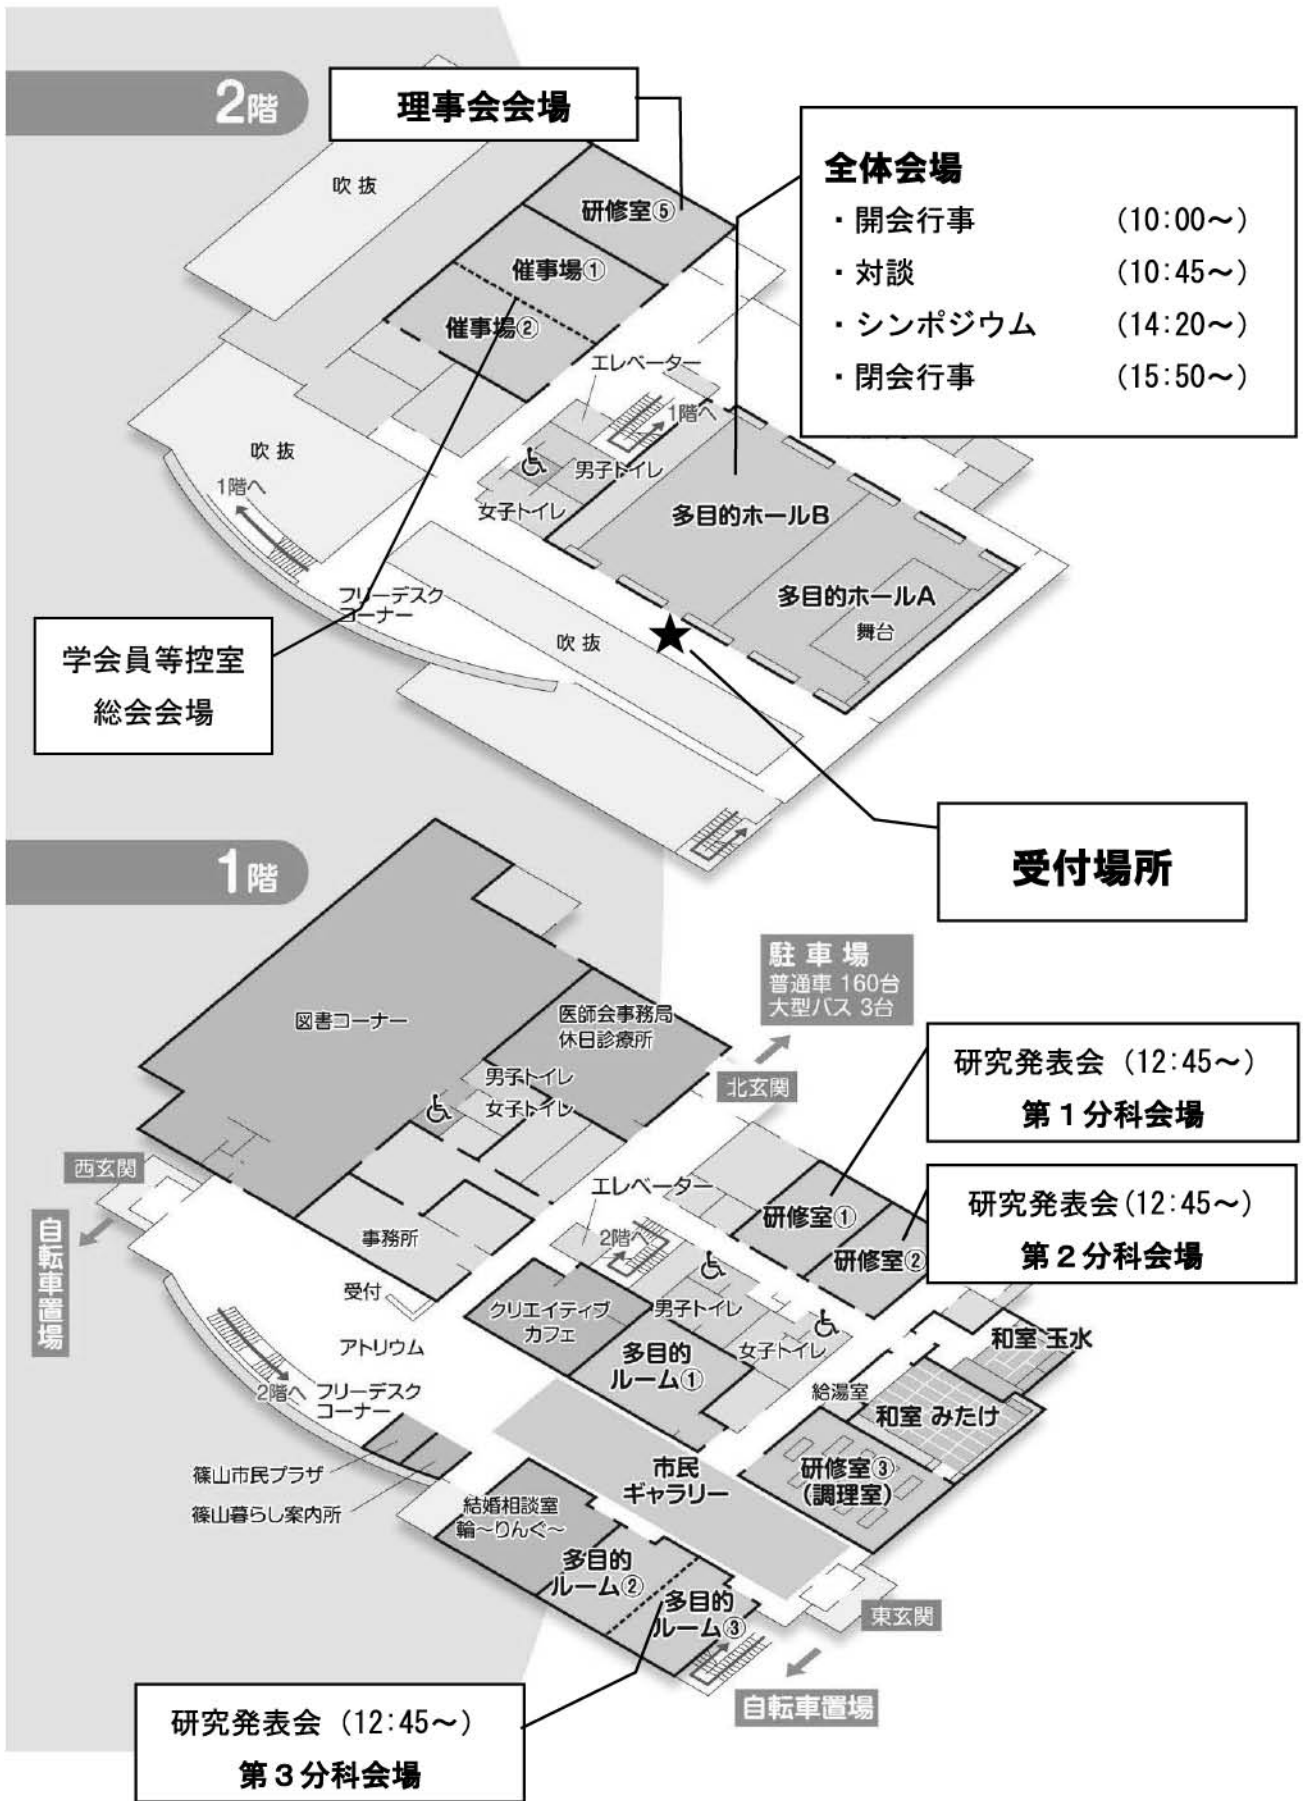 2階
理事会会場
全体会場
・開会行事 (10:00～)
・対談 (10:45～)
・シンポジウム (14:20～)
・閉会行事 (15:50～)
吹抜
研修室⑤
催事場①
催事場②
エレベーター
1階へ
吹抜
1階へ
男子トイレ
女子トイレ
多目的ホールB
多目的ホールA
舞台
フリーデスク
コーナー
吹抜
★
学会員等控室
総会会場
受付場所
1階
駐車場
普通車 160台
大型バス 3台
図書コーナー
医師会事務局
休日診療所
男子トイレ
女子トイレ
北玄関
研究発表会 (12:45～)
第1分科会場
研究発表会(12:45～)
第2分科会場
西玄関
自転車置場
事務所
受付
アトリウム
エレベーター
2階へ
研修室①
研修室②
クリエイティブ
カフェ
男子トイレ
女子トイレ
多目的
ルーム①
和室 玉水
給湯室
和室 みたけ
2階へ
フリーデスク
コーナー
篠山市民プラザ
篠山暮らし案内所
市民
ギャラリー
研修室③
(調理室)
結婚相談室
輪～りんぐ～
多目的
ルーム②
多目的
ルーム③
東玄関
自転車置場
研究発表会 (12:45～)
第3分科会場